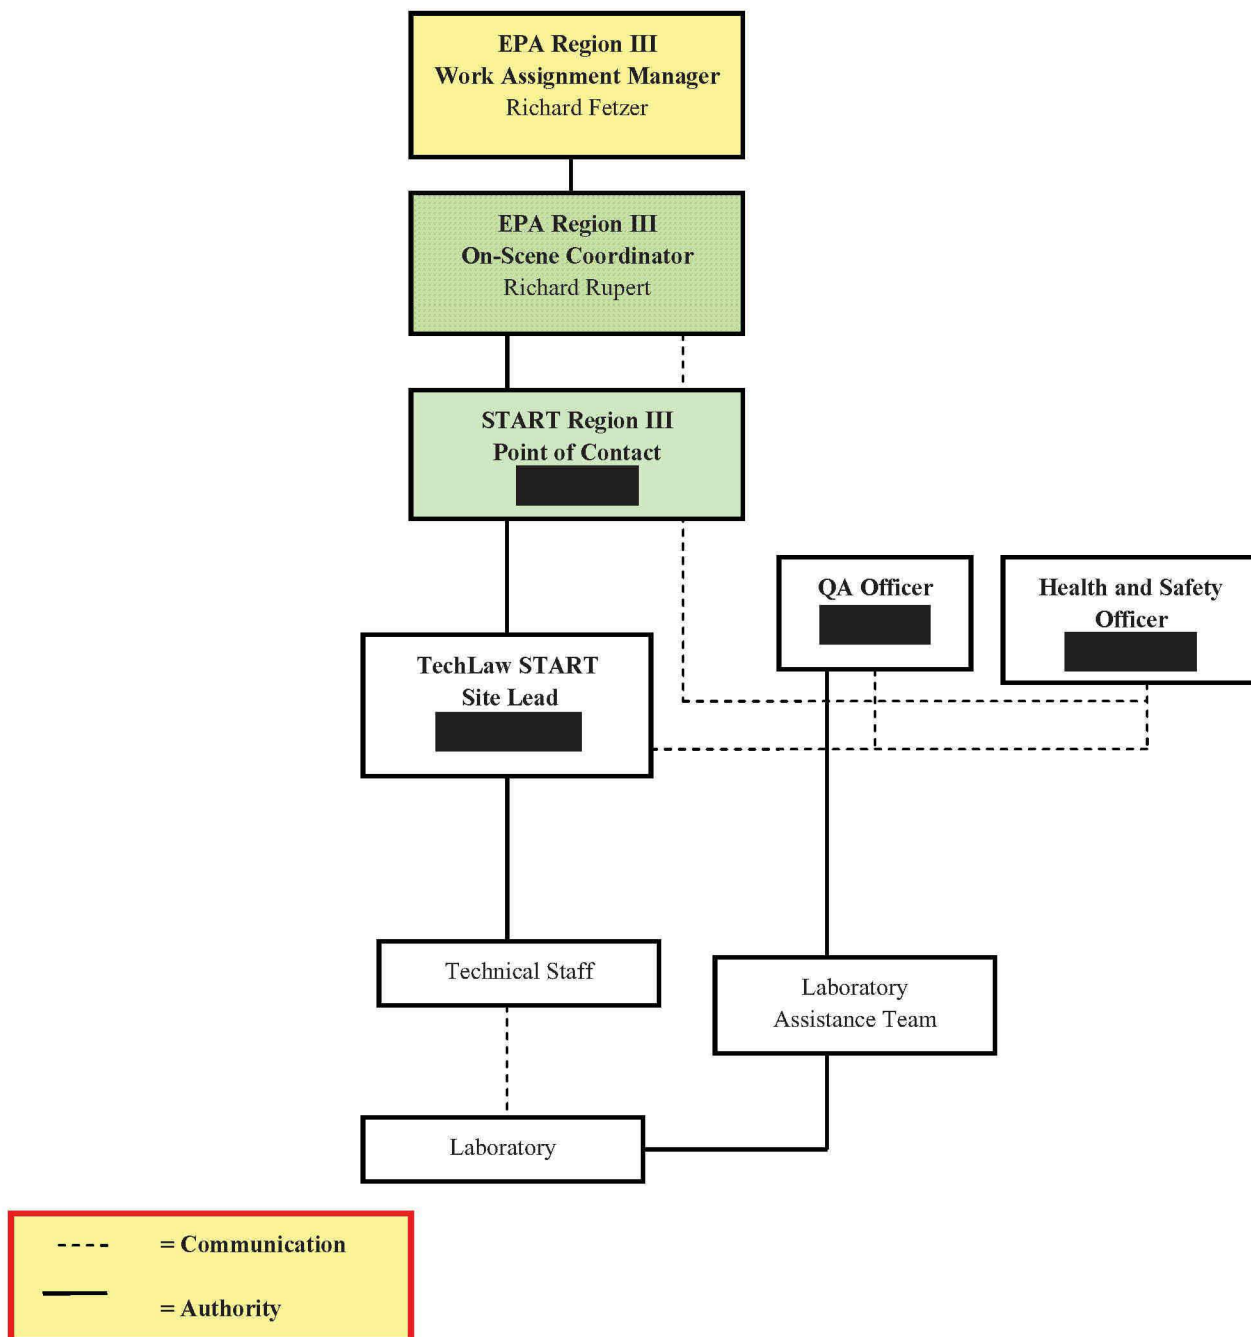 EPA Region III
Work Assignment Manager
Richard Fetzer
EPA Region III
On-Scene Coordinator
Richard Rupert
START Region III
Point of Contact
QA Officer
Health and Safety
Officer
TechLaw START
Site Lead
Technical Staff
Laboratory
Assistance Team
Laboratory
= Communication
= Authority